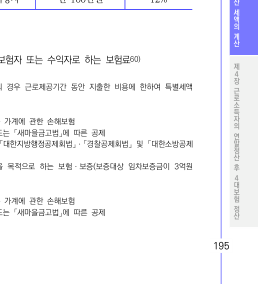 연 100만원 12%
보험자 또는 수익자로 하는 보험료60)
의 경우 근로제공기간 동안 지출한 비용에 한하여 특별세액
가계에 관한 손해보험
또는 「새마을금고법」에 따른 공제
「대한지방행정공제회법」·「경찰공제회법」 및 「대한소방공제
을 목적으로 하는 보험·보증(보증대상 임차보증금이 3억원
가계에 관한 손해보험
또는 「새마을금고법」에 따른 공제
세액의 계산
제4장 근로소득자의 연말정산 후 4대보험 정산
195